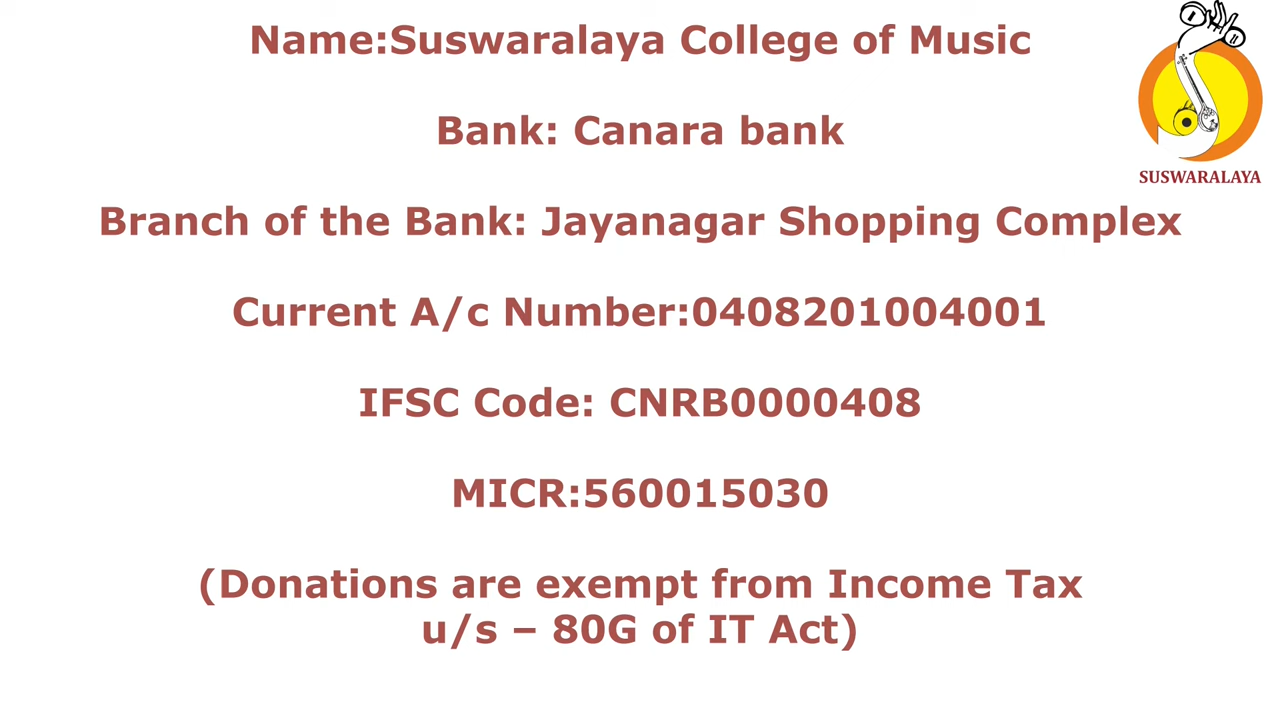 Name:Suswaralaya College of Music
SUSWARALAYA
Bank: Canara bank
Branch of the Bank: Jayanagar Shopping Complex
Current A/c Number:0408201004001
IFSC Code: CNRB0000408
MICR:560015030
(Donations are exempt from Income Tax
u/s – 80G of IT Act)